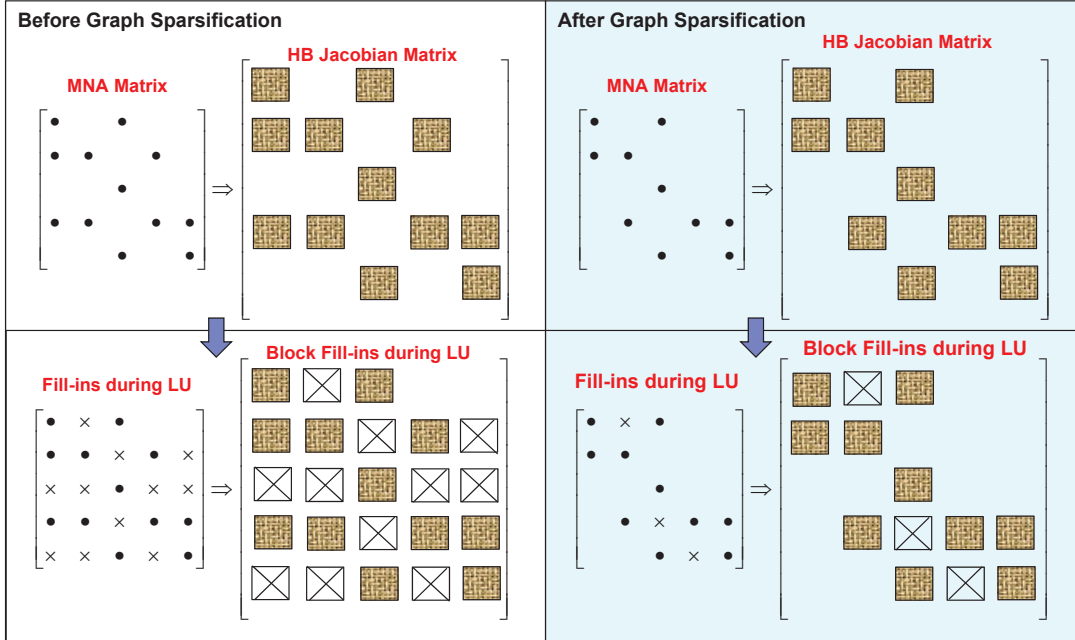 Before Graph Sparsification
HB Jacobian Matrix
MNA Matrix
⇒
Block Fill-ins during LU
Fill-ins during LU
⇒
After Graph Sparsification
HB Jacobian Matrix
MNA Matrix
⇒
Block Fill-ins during LU
Fill-ins during LU
⇒